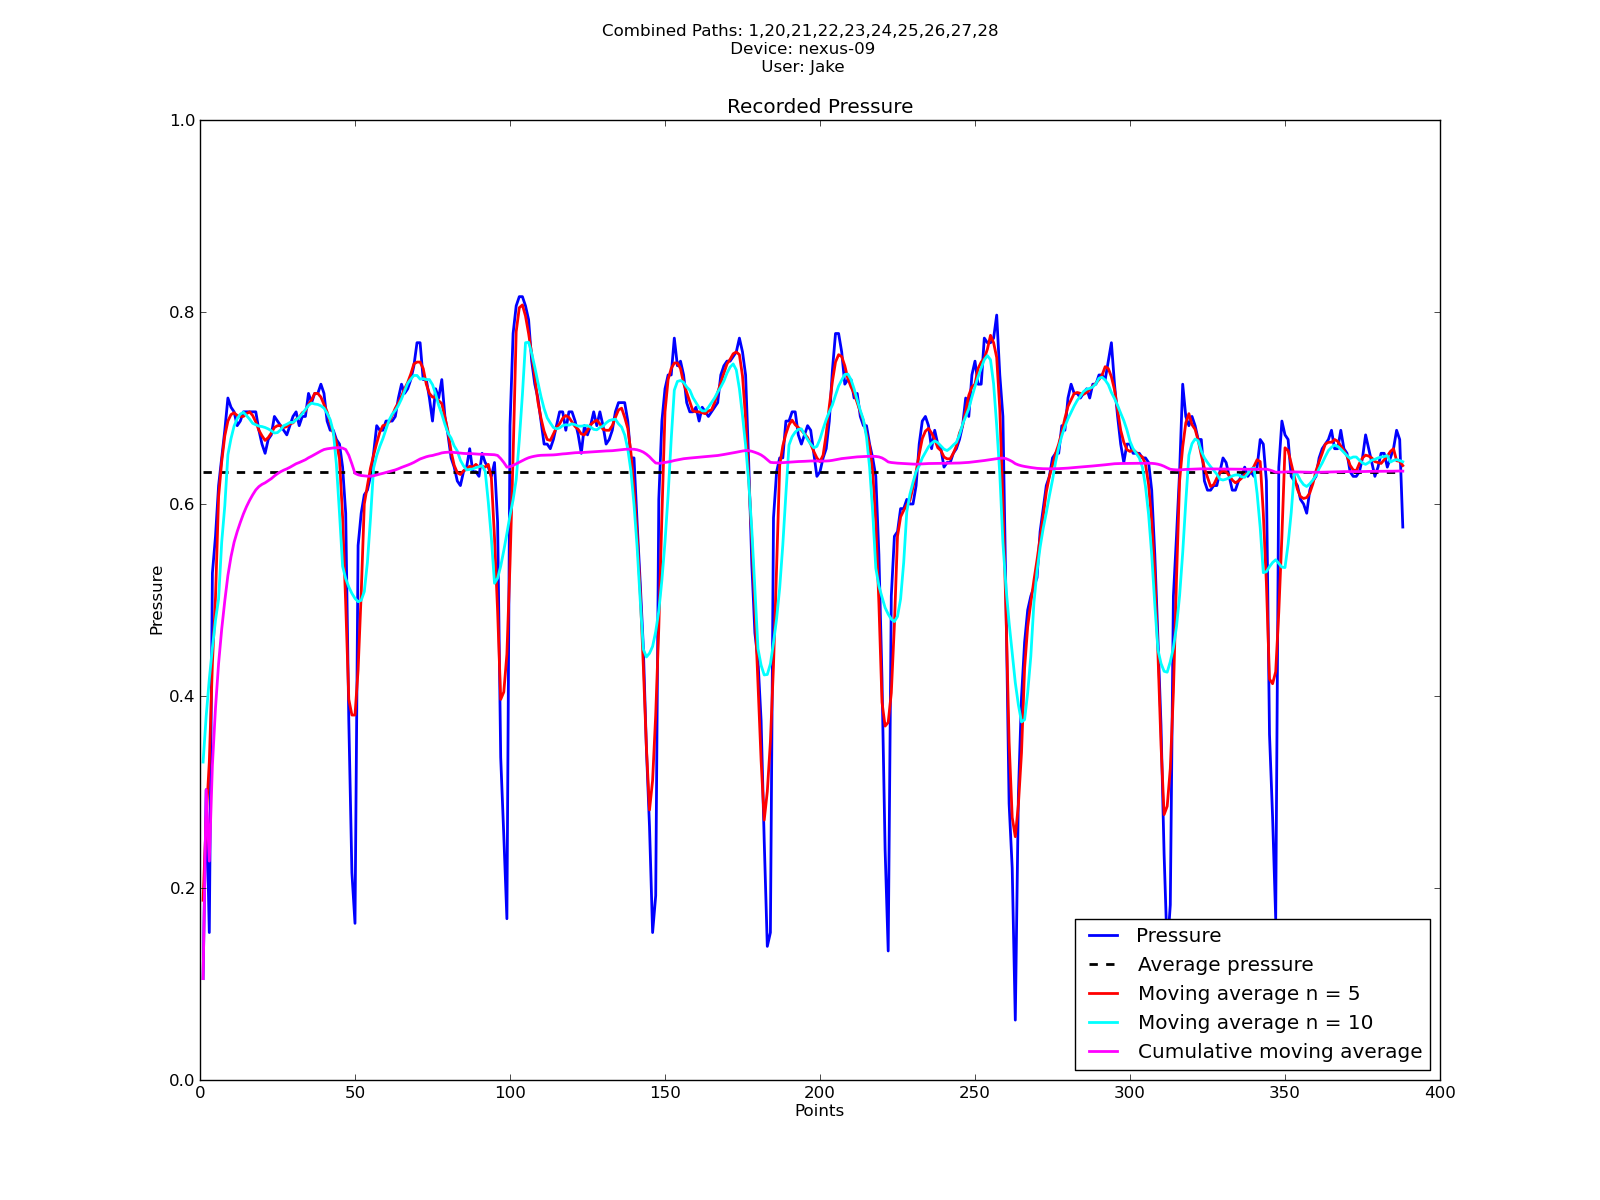 Combined Paths: 1,20,21,22,23,24,25,26,27,28
Device: nexus-09
User: Jake
Recorded Pressure
1.0
0.8
0.6
0.4
0.2
0.0
Pressure
0 50 100 150 200 250 300 350 400
Points
Pressure
Average pressure
Moving average n = 5
Moving average n = 10
Cumulative moving average